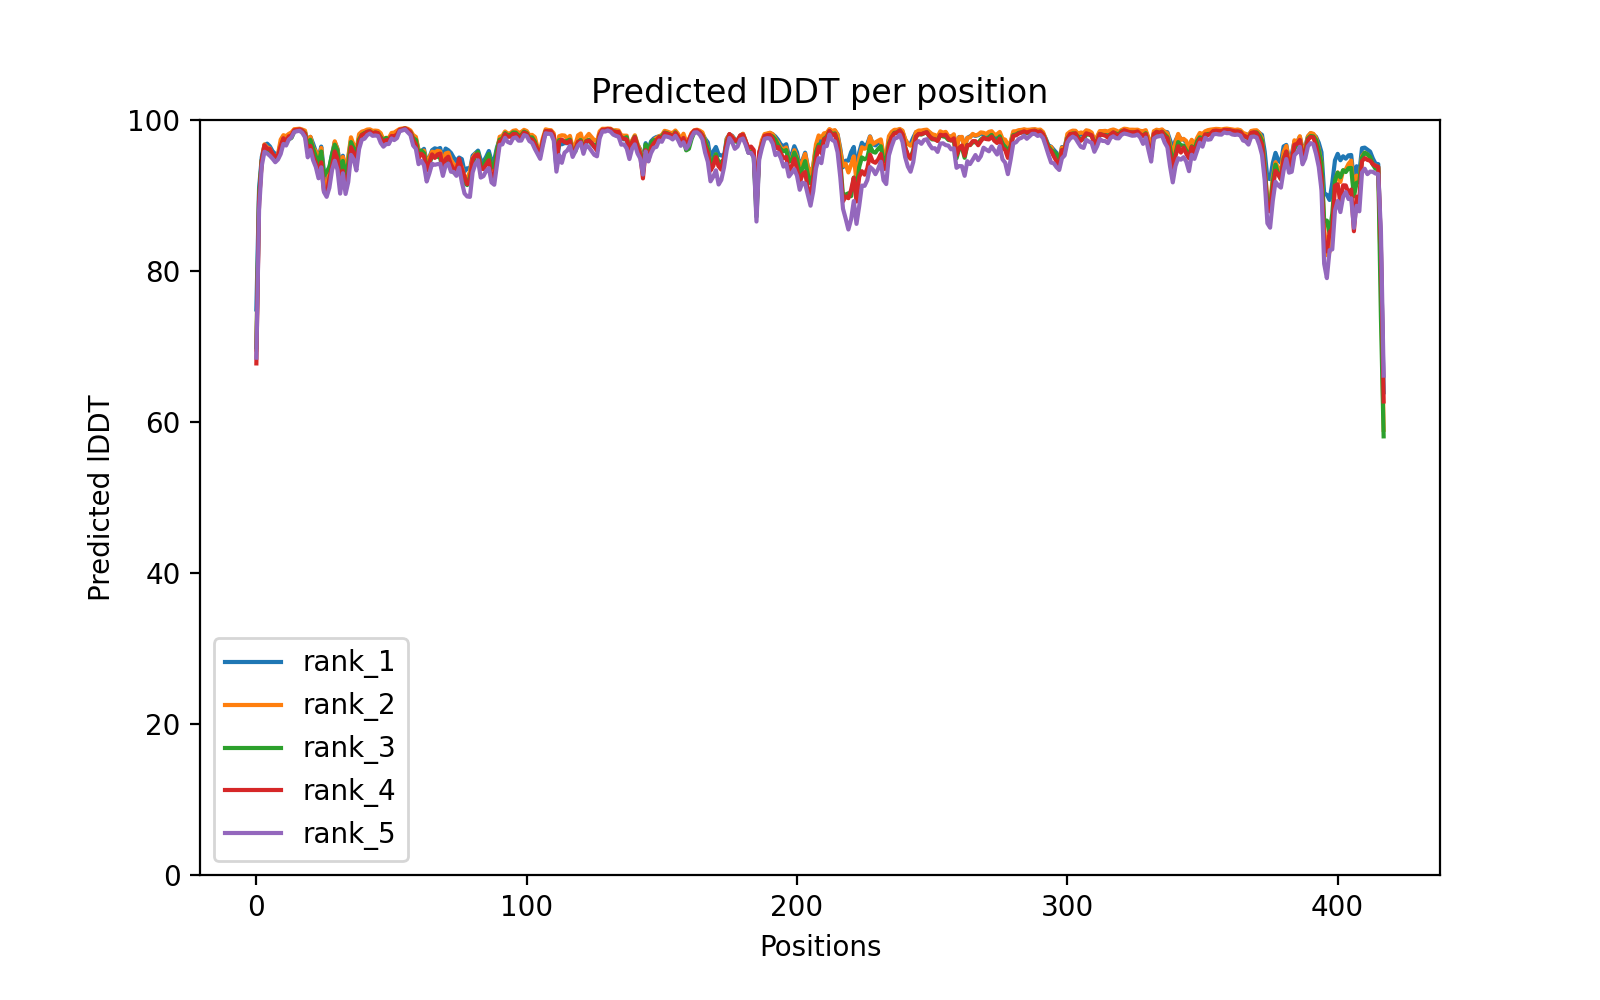 Predicted lDDT per position
100
80
60
40
20
0
Predicted lDDT
rank_1
rank_2
rank_3
rank_4
rank_5
0 100 200 300 400
Positions